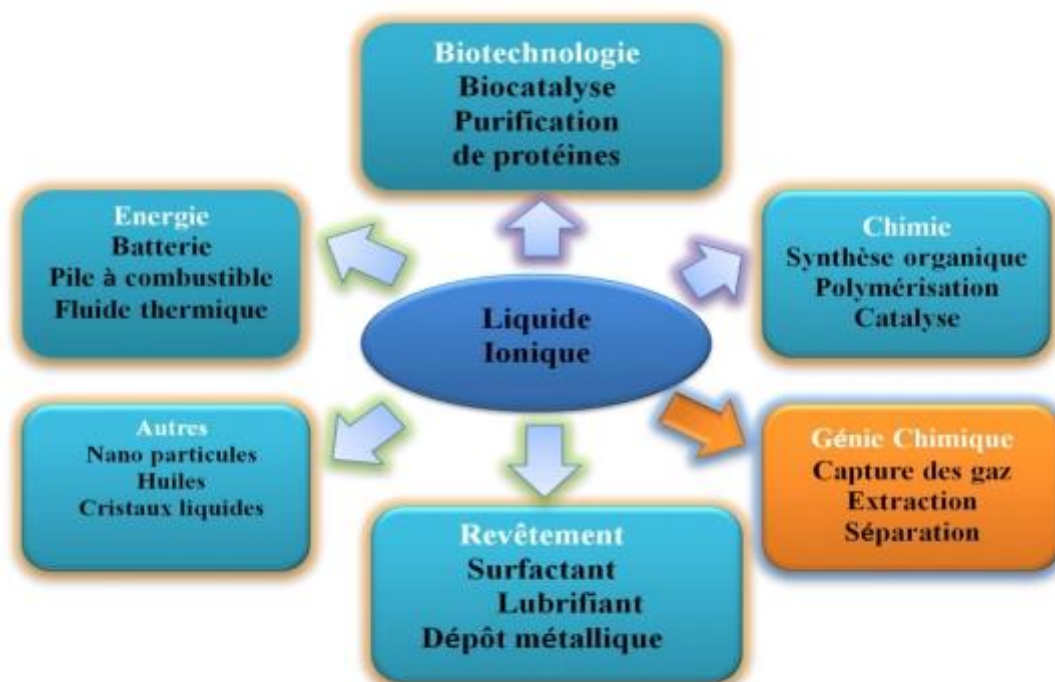 Biotechnologie
Biocatalyse
Purification
de protéines
Energie
Batterie
Pile à combustible
Fluide thermique
Chimie
Synthèse organique
Polymérisation
Catalyse
Liquide
Ionique
Autres
Nano particules
Huiles
Cristaux liquides
Génie Chimique
Capture des gaz
Extraction
Séparation
Revêtement
Surfactant
Lubrifiant
Dépôt métallique